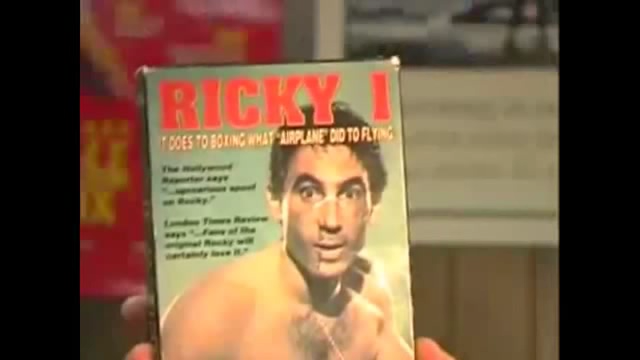 RICKY 1
IT DOES TO BOXING WHAT "AIRPLANE" DID TO FLYING
The Hollywood
Reporter says
"...uproarious spoof
on Rocky."
London Times Review
says "...Fans of the
original Rocky will
certainly love it."